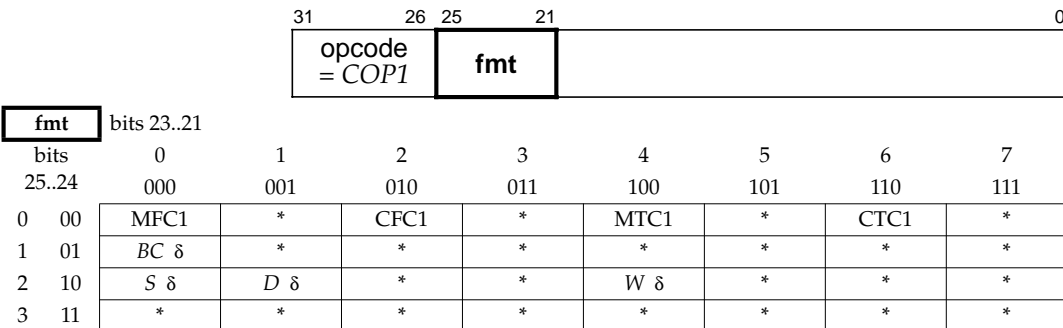 31 26 25 21 0
opcode fmt
= COP1
fmt bits 23..21
bits 0 1 2 3 4 5 6 7
25..24 000 001 010 011 100 101 110 111
0 00 MFC1 * CFC1 * MTC1 * CTC1 *
1 01 BC δ * * * * * * *
2 10 S δ D δ * * W δ * * *
3 11 * * * * * * * *